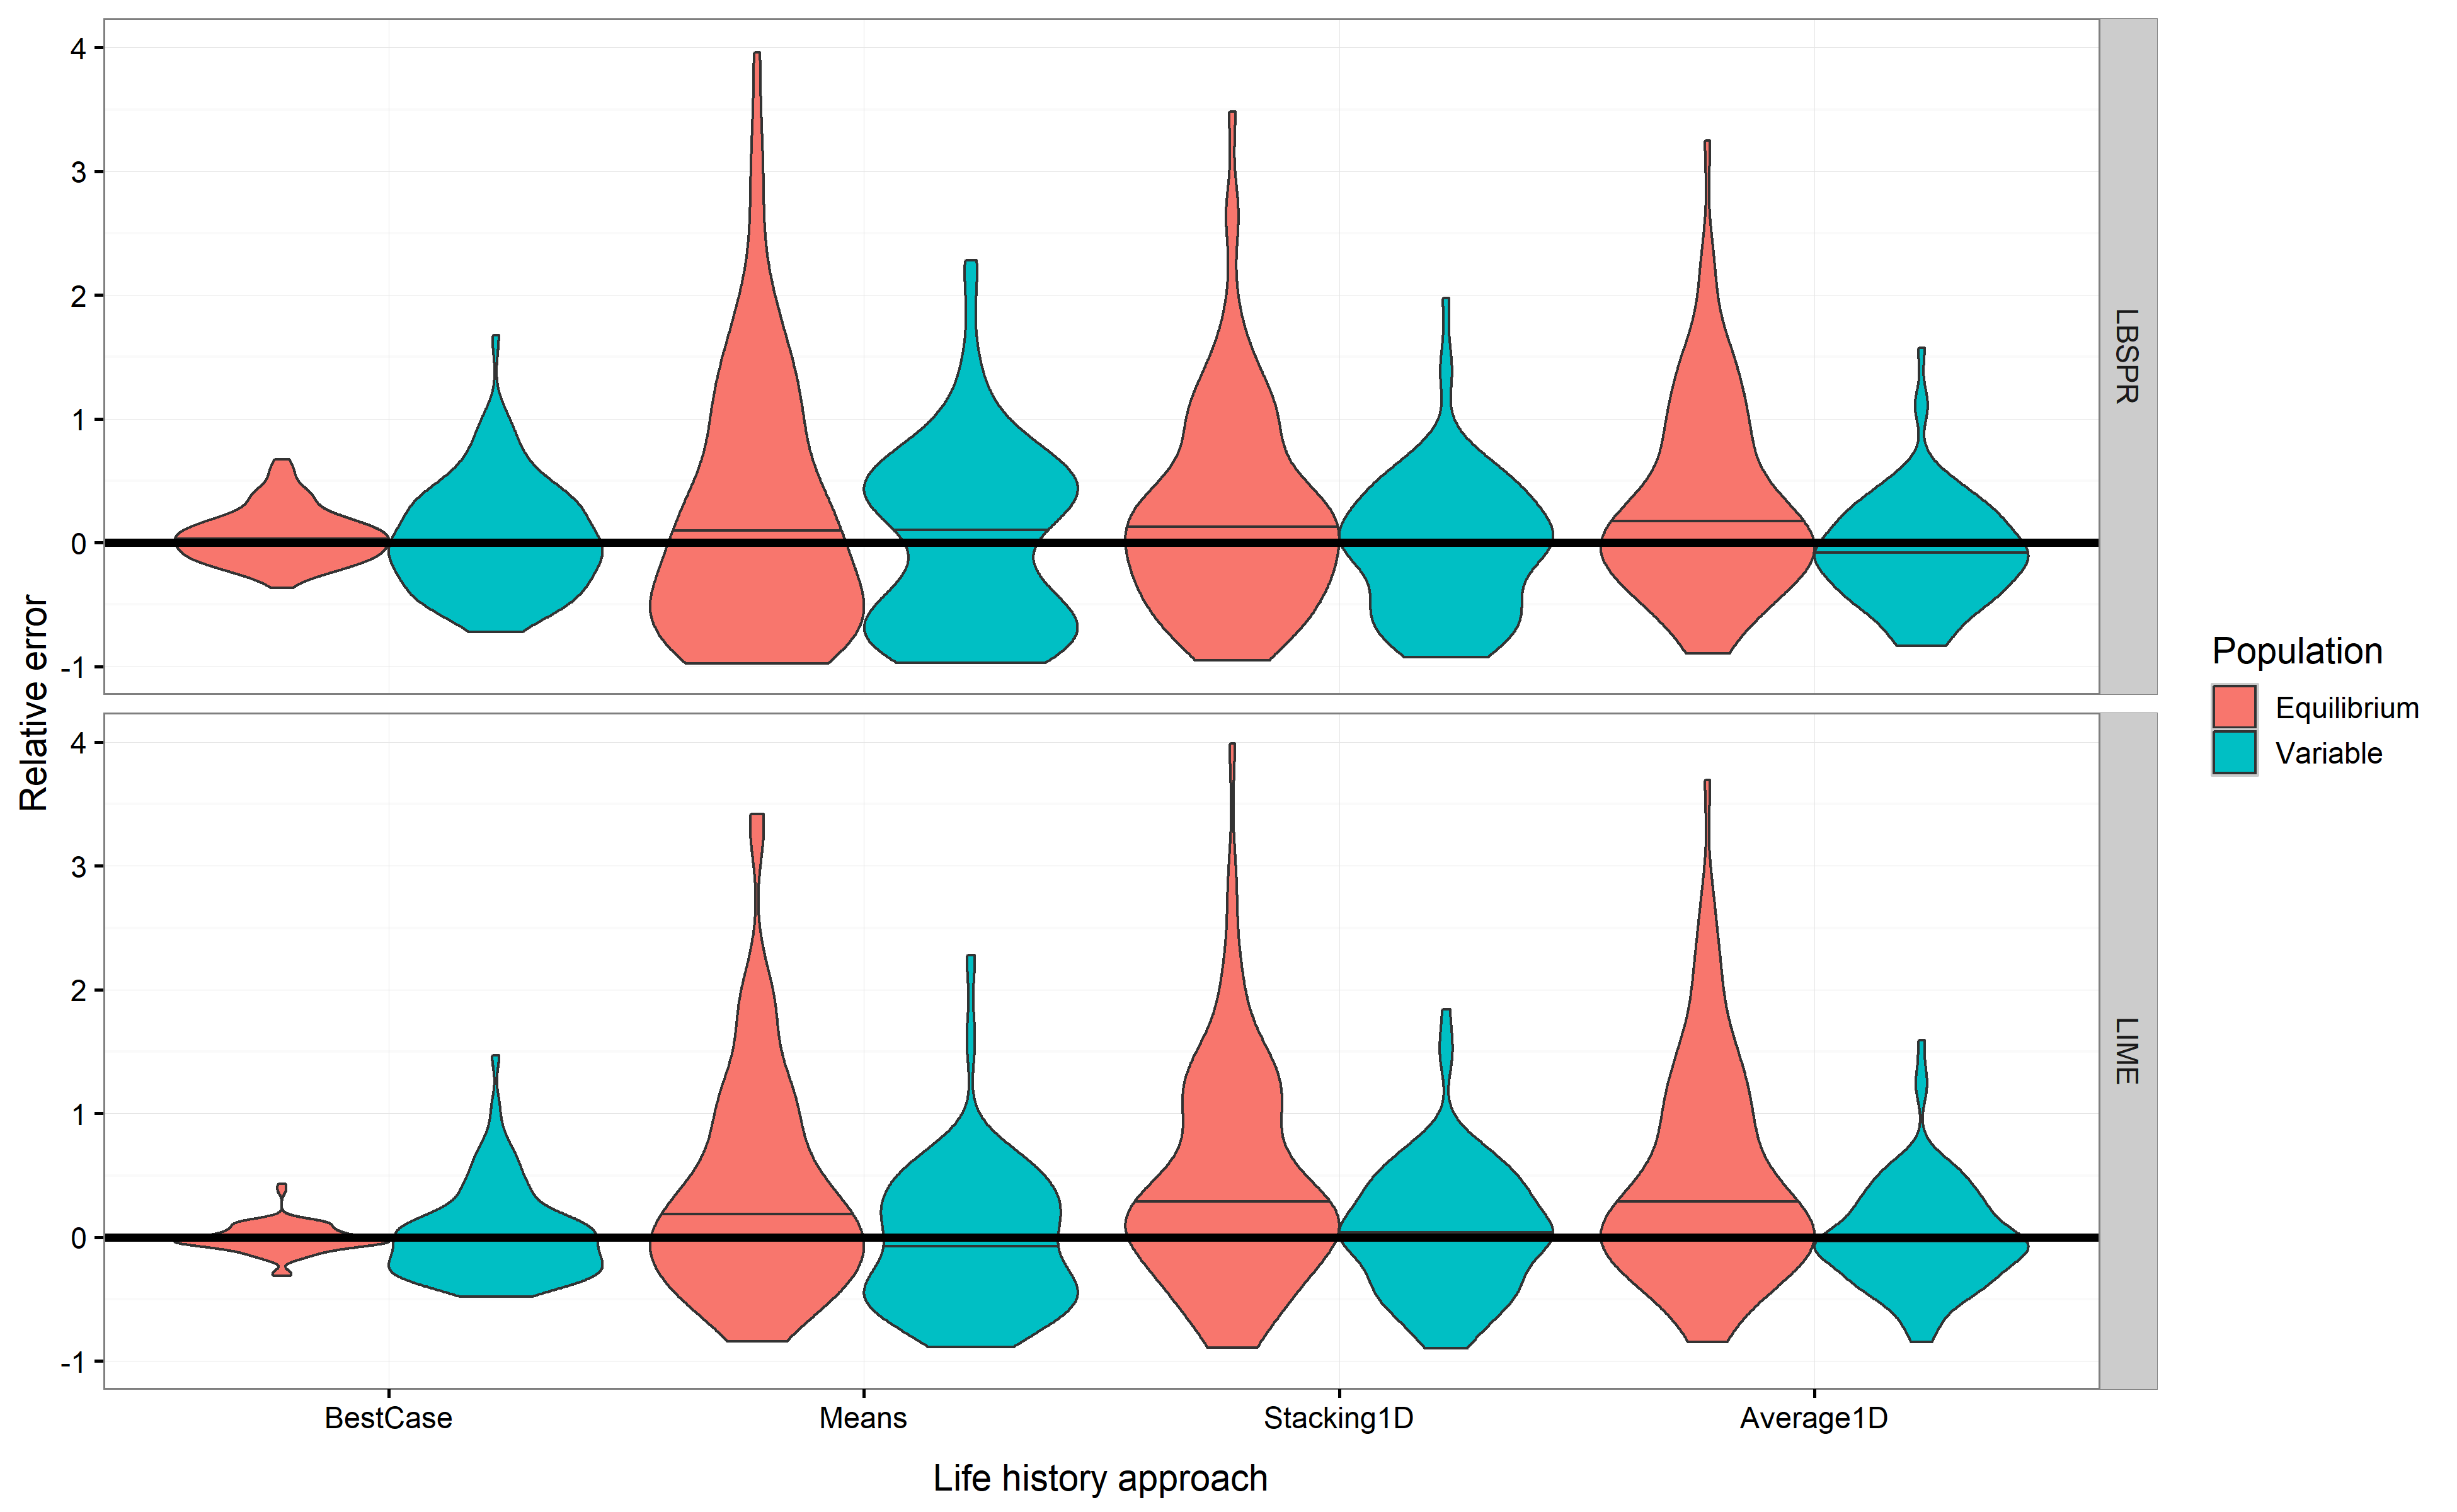 4
3
2
1
0
-1
LBSPR
4
3
2
1
0
-1
LIME
Relative error
BestCase
Means
Stacking1D
Average1D
Life history approach
Population
Equilibrium
Variable